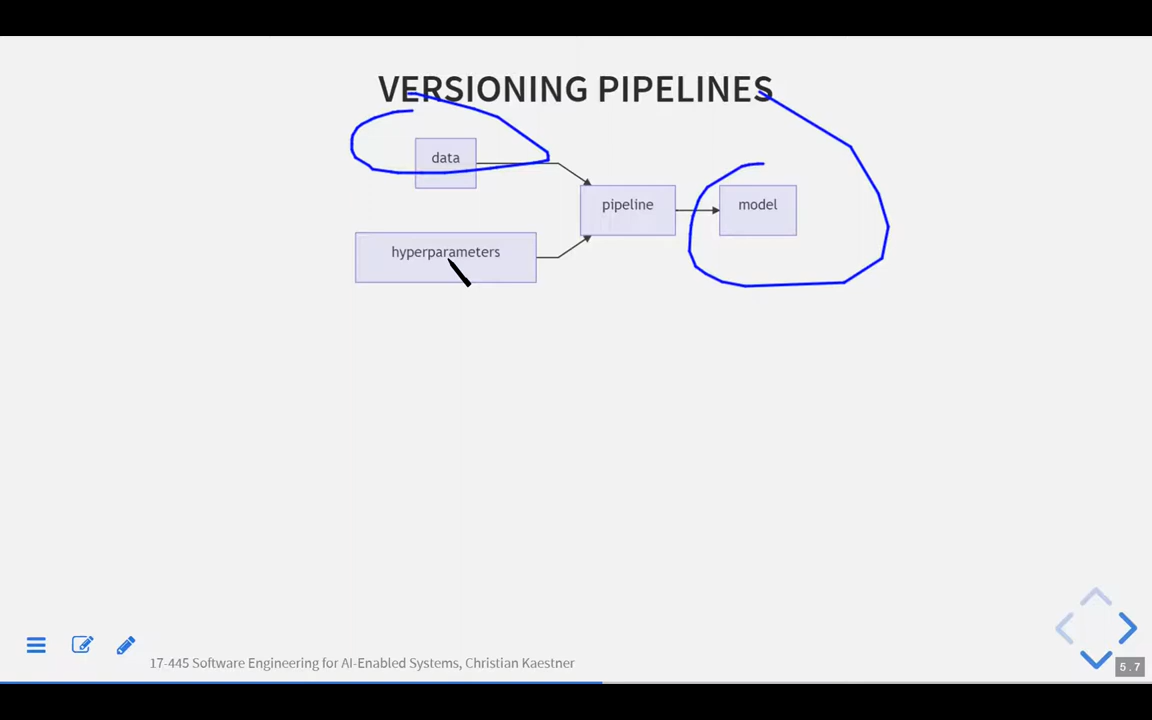 VERSIONING PIPELINES
data
pipeline
model
hyperparameters
17-445 Software Engineering for AI-Enabled Systems, Christian Kaestner
5.7